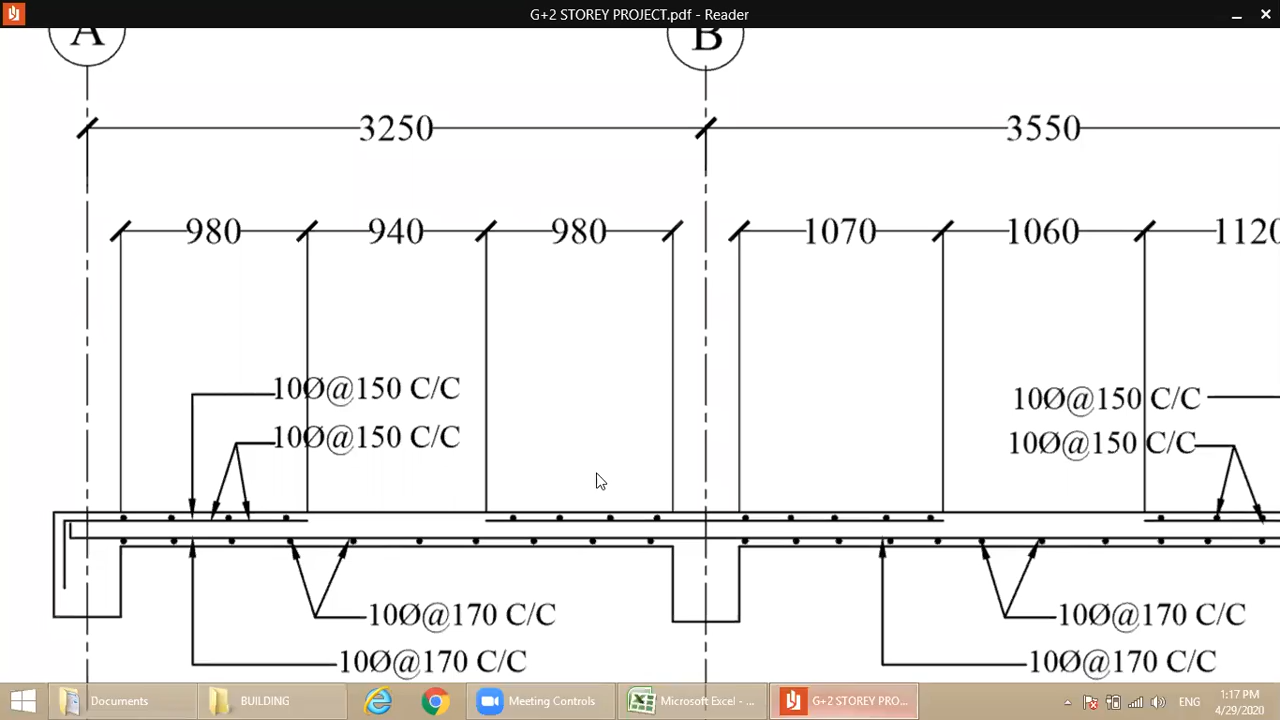 G+2 STOREY PROJECT.pdf - Reader
A B
3250 3550
980 940 980 1070 1060 1120
10Ø@150 C/C 10Ø@150 C/C
10Ø@150 C/C 10Ø@150 C/C
10Ø@170 C/C 10Ø@170 C/C
10Ø@170 C/C 10Ø@170 C/C
Documents BUILDING Meeting Controls Microsoft Excel - ... G+2 STOREY PRO... ENG 1:17 PM
4/29/2020